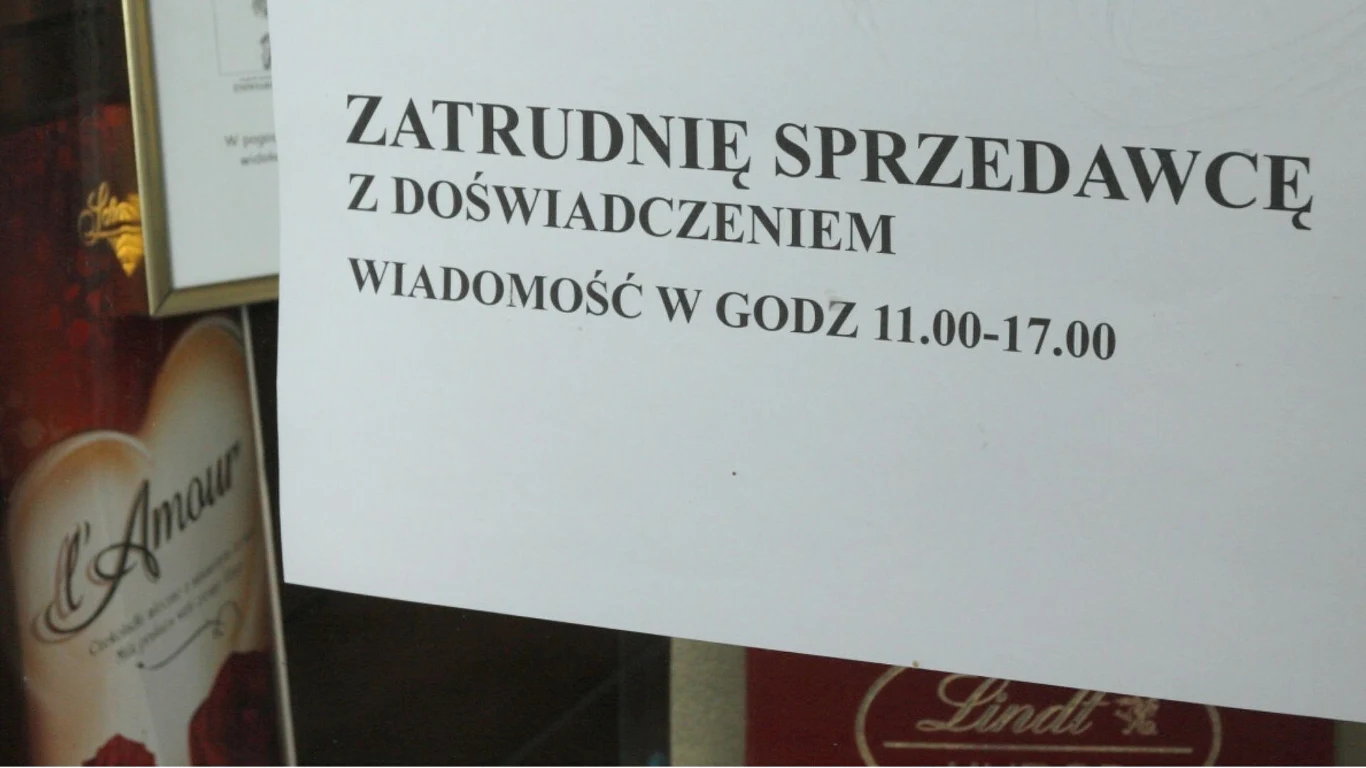 ZATRUDNIĘ SPRZEDAWCĘ
Z DOŚWIADCZENIEM
WIADOMOŚĆ W GODZ 11.00-17.00
l'Amour
Lindt